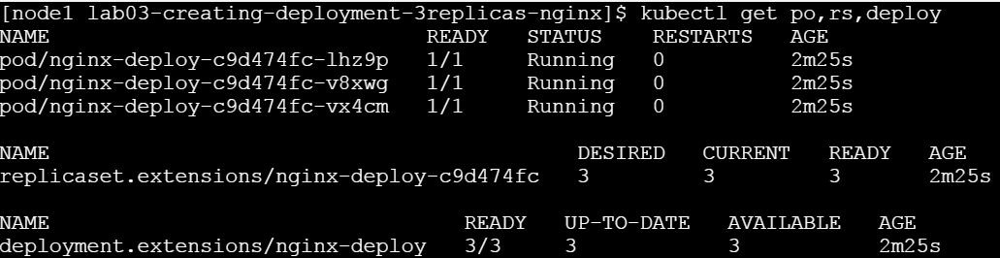 [node1 lab03-creating-deployment-3replicas-nginx]$ kubectl get po,rs,deploy
NAME READY STATUS RESTARTS AGE
pod/nginx-deploy-c9d474fc-lhz9p 1/1 Running 0 2m25s
pod/nginx-deploy-c9d474fc-v8xwg 1/1 Running 0 2m25s
pod/nginx-deploy-c9d474fc-vx4cm 1/1 Running 0 2m25s
NAME DESIRED CURRENT READY AGE
replicaset.extensions/nginx-deploy-c9d474fc 3 3 3 2m25s
NAME READY UP-TO-DATE AVAILABLE AGE
deployment.extensions/nginx-deploy 3/3 3 3 2m25s